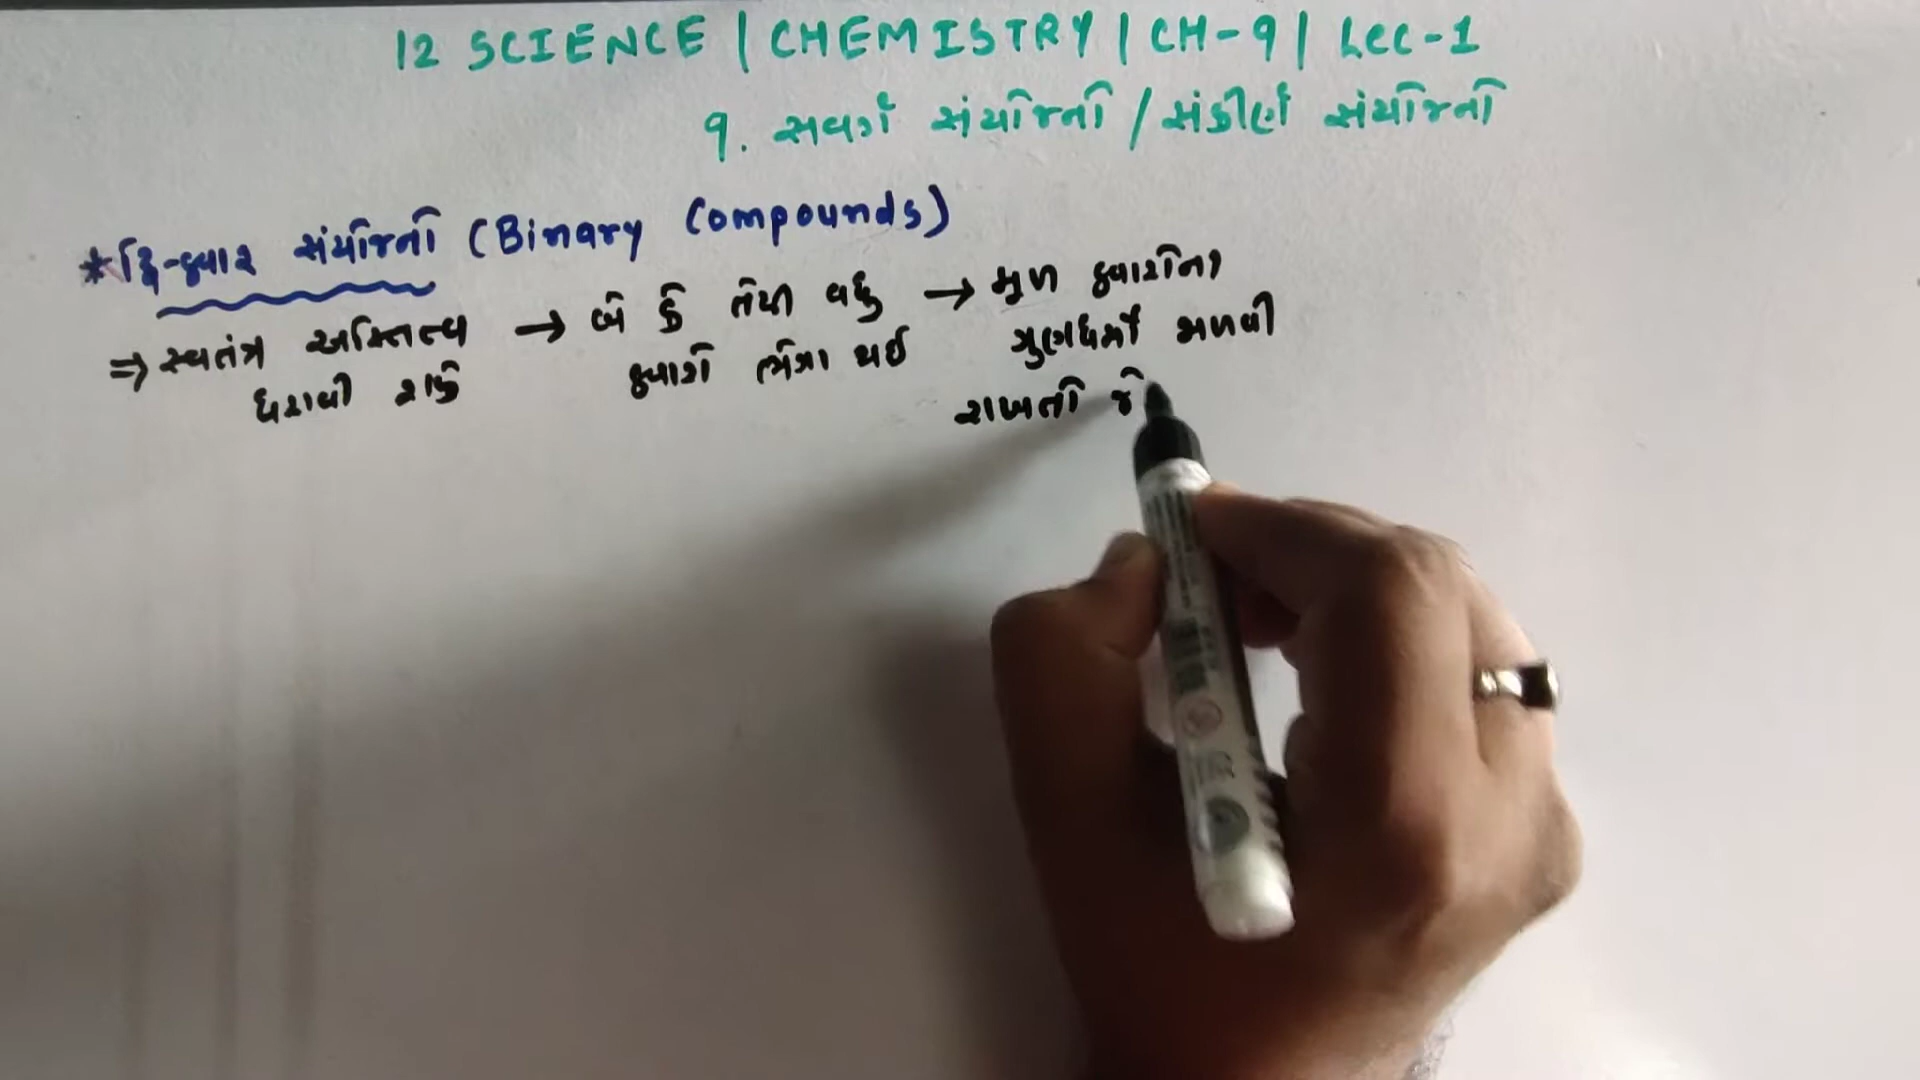 12 SCIENCE | CHEMISTRY | CH-9 | LEC-1
9. સવર્ગ સંયોજનો / સંકીર્ણ સંયોજનો
* દ્વિ-ક્ષાર સંયોજનો (Binary Compounds)
⇒ સ્વતંત્ર અસ્તિત્વ → બે કે તેથી વધુ → મુળ ક્ષારોના
ધરાવી શકે ક્ષારો ભેગા થઈ ગુણધર્મો જાળવી
રાખતો